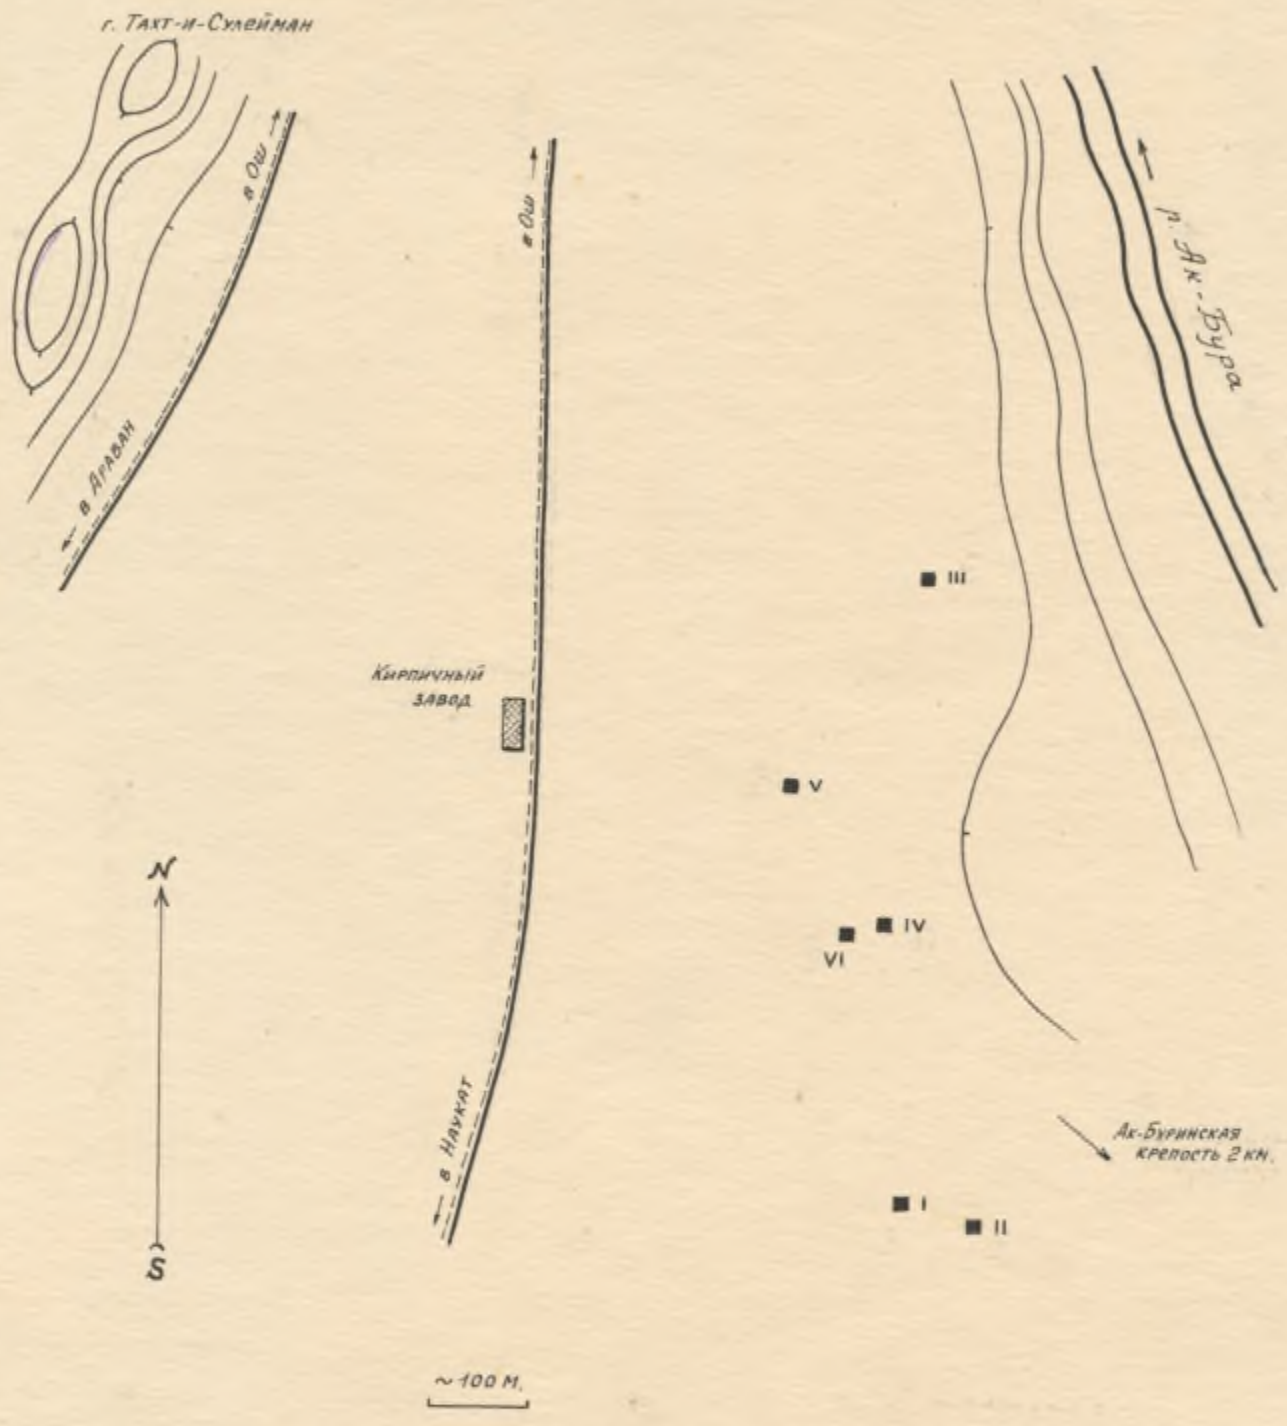 г. Тахт-и-Сулейман
в Ош
в Ош
р. Ак-Бура
в Араван
III
Кирпичный
завод
V
N
IV
VI
в Наукат
Ак-Буринская
крепость 2 км.
I
II
S
~100 м.